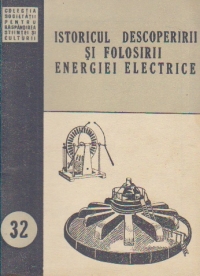 COLECȚIA
SOCIETĂȚII
PENTRU
RĂSPÎNDIREA
ȘTIINȚEI ȘI
CULTURII
ISTORICUL DESCOPERIRII
ȘI FOLOSIRII
ENERGIEI ELECTRICE
32